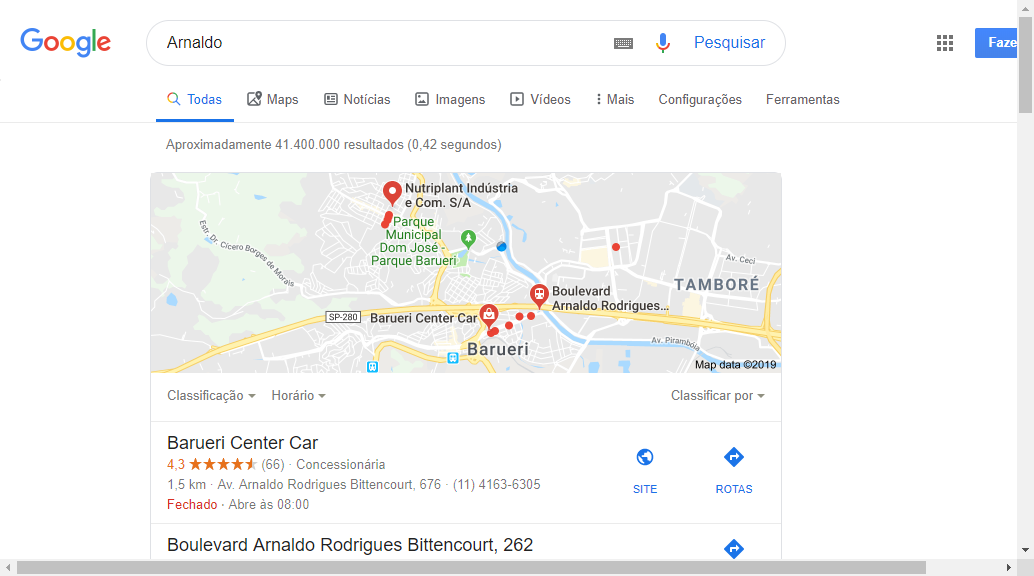 Google
Arnaldo
Pesquisar
Faze
Todas
Maps
Notícias
Imagens
Vídeos
Mais
Configurações
Ferramentas
Aproximadamente 41.400.000 resultados (0,42 segundos)
Nutriplant Indústria
e Com. S/A
Parque
Municipal
Dom José -
Parque Barueri
Estr. Dr. Cícero Borges de Morais
Av. Ceci
TAMBORÉ
Boulevard
Arnaldo Rodrigues...
SP-280
Barueri Center Car
Barueri
Av. Piramboia
Map data ©2019
Classificação
Horário
Classificar por
Barueri Center Car
4,3 ★★★★★ (66) · Concessionária
1,5 km · Av. Arnaldo Rodrigues Bittencourt, 676 · (11) 4163-6305
Fechado · Abre às 08:00
SITE
ROTAS
Boulevard Arnaldo Rodrigues Bittencourt, 262